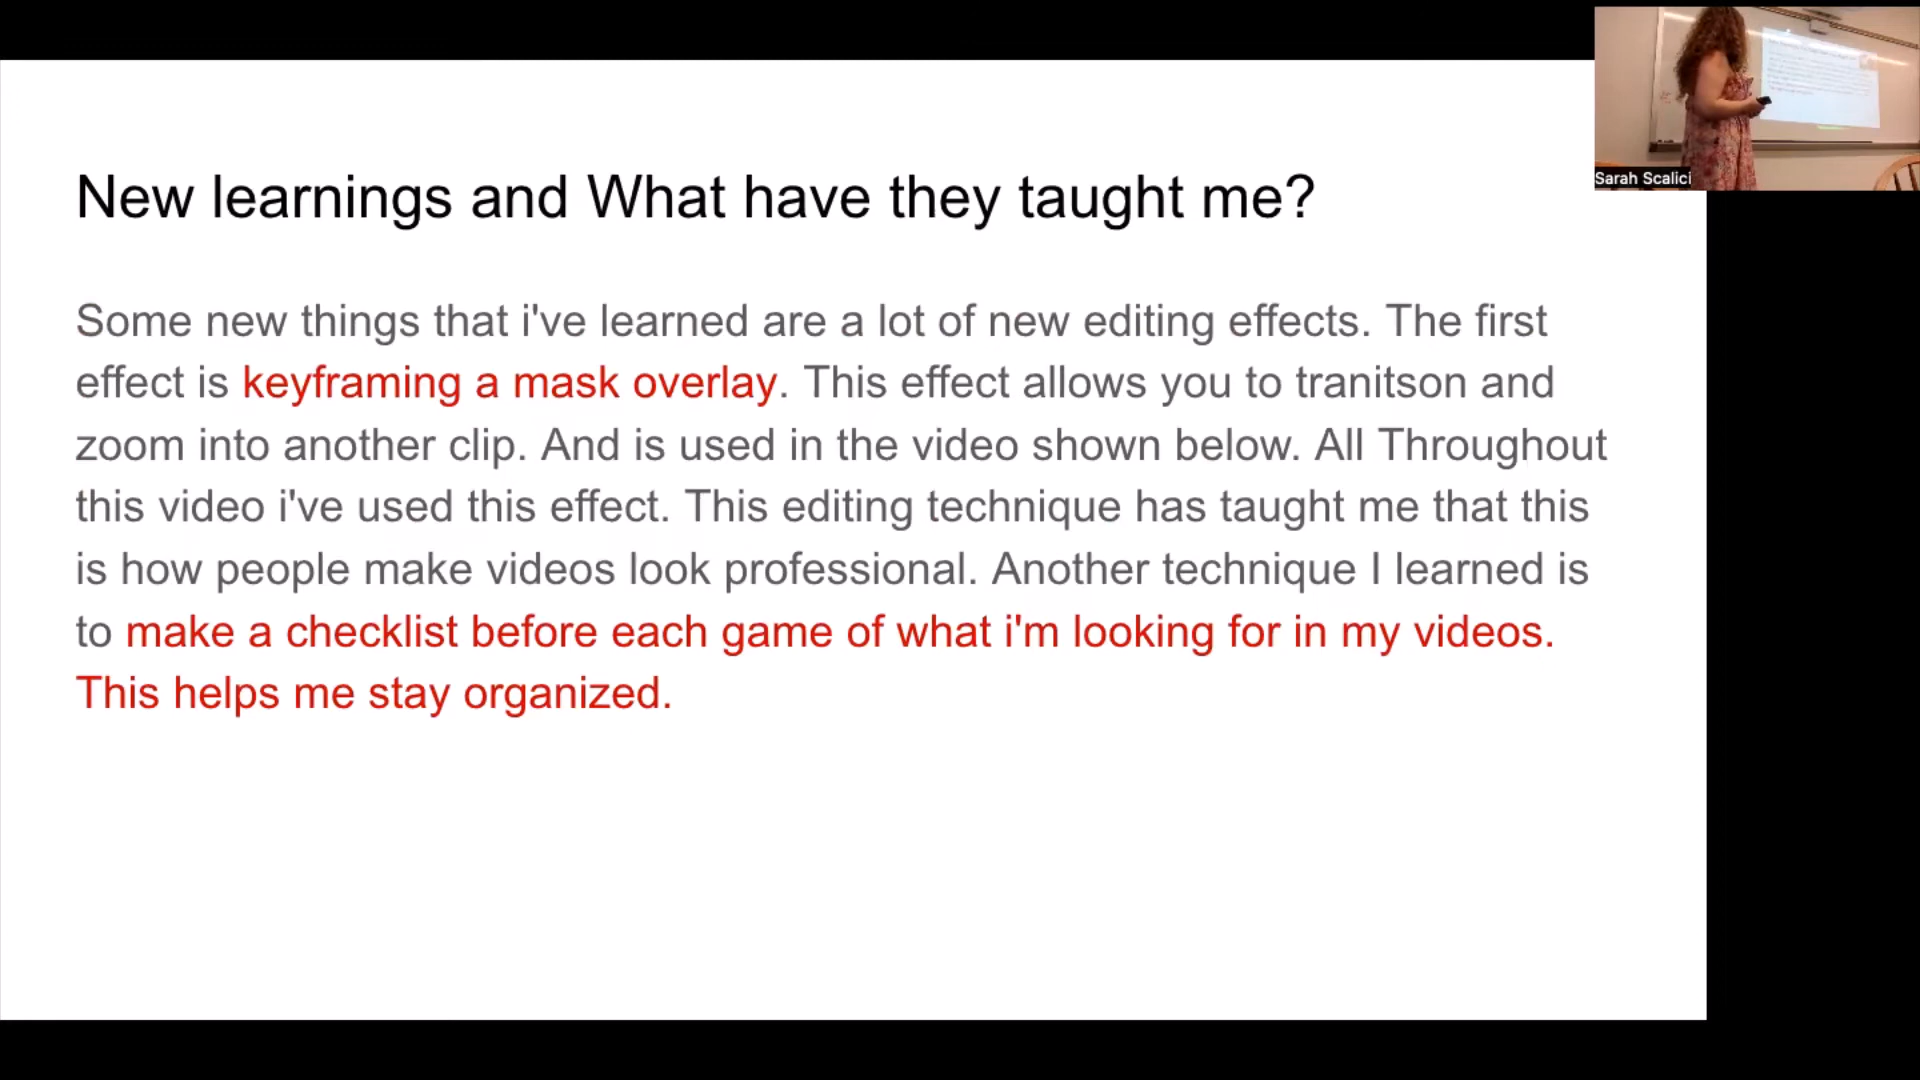 New learnings and What have they taught me?
Some new things that i've learned are a lot of new editing effects. The first
effect is keyframing a mask overlay. This effect allows you to tranitson and
zoom into another clip. And is used in the video shown below. All Throughout
this video i've used this effect. This editing technique has taught me that this
is how people make videos look professional. Another technique I learned is
to make a checklist before each game of what i'm looking for in my videos.
This helps me stay organized.
Sarah Scalici